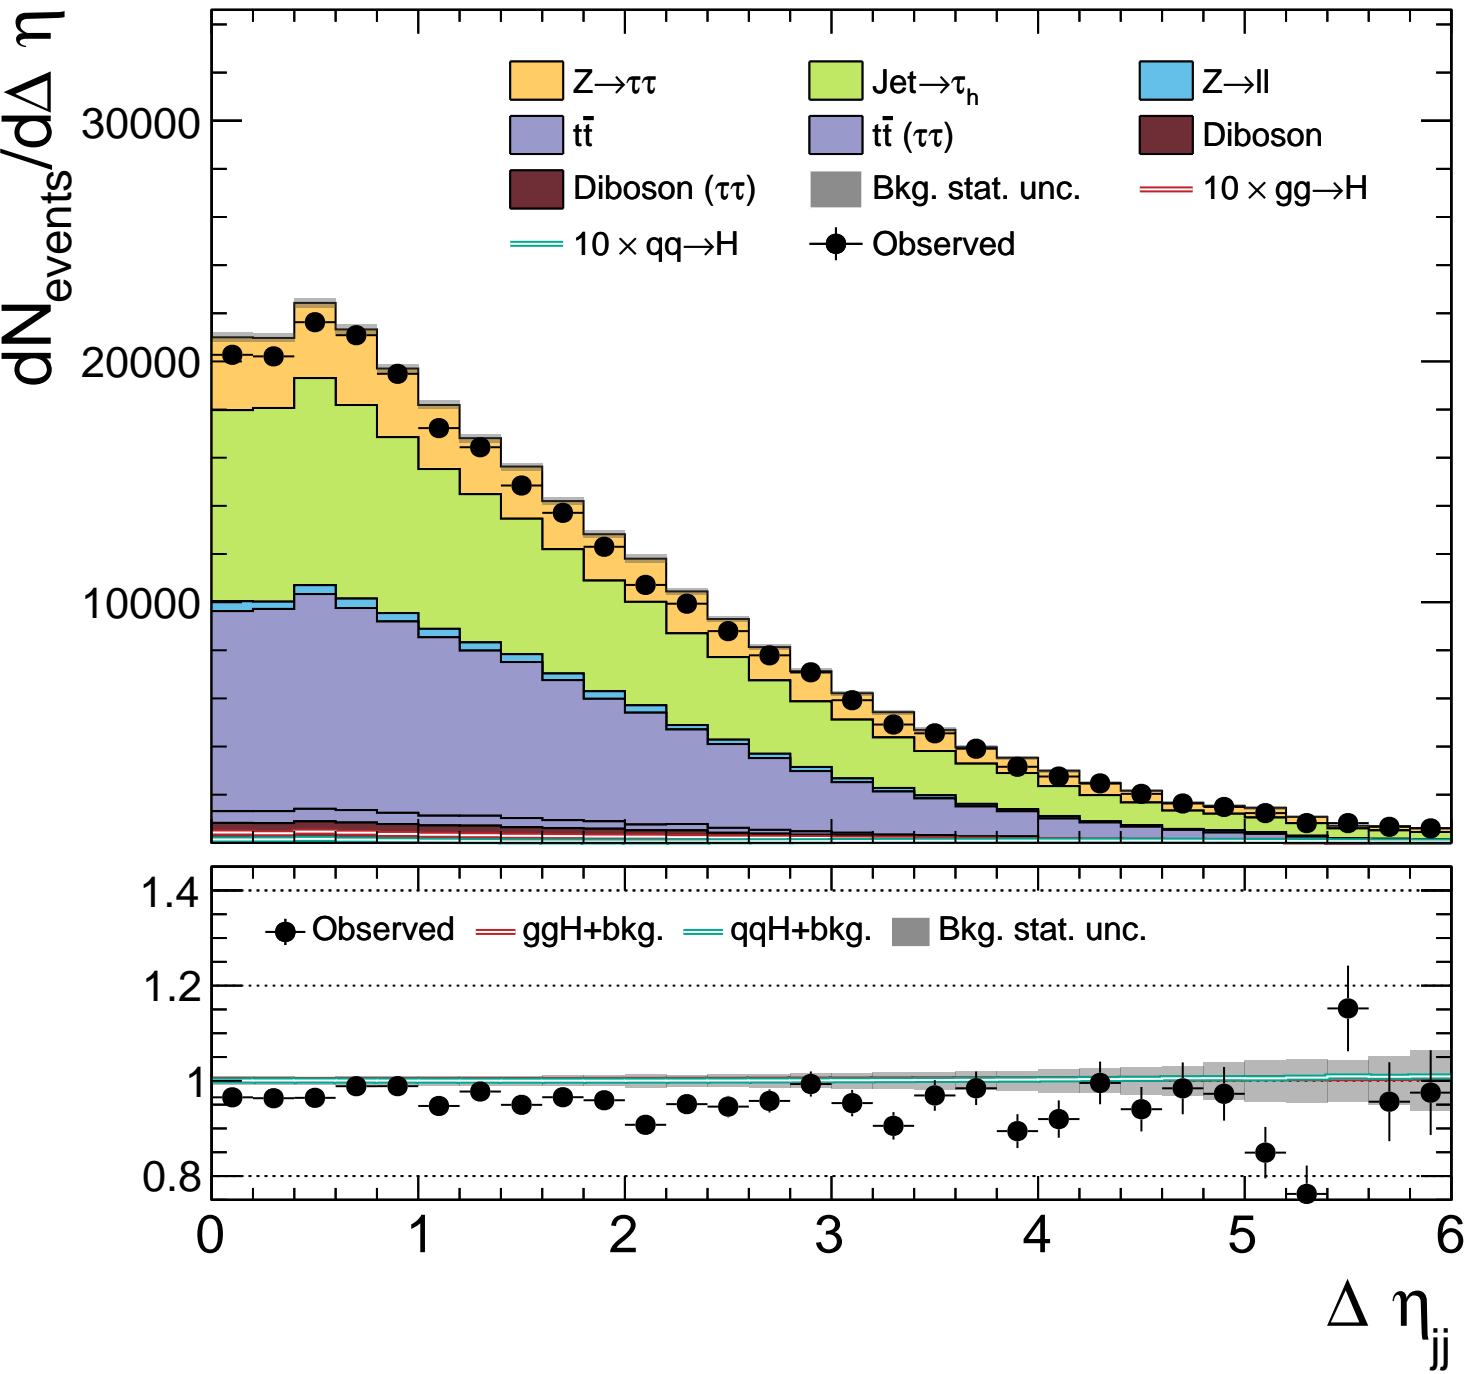 dN_events/dΔ η
30000
20000
10000
Z→ττ Jet→τ_h Z→ll
tt̄ tt̄ (ττ) Diboson
Diboson (ττ) Bkg. stat. unc. 10 × gg→H
10 × qq→H Observed
1.4
1.2
1
0.8
Observed ggH+bkg. qqH+bkg. Bkg. stat. unc.
0 1 2 3 4 5 6
Δ η_jj